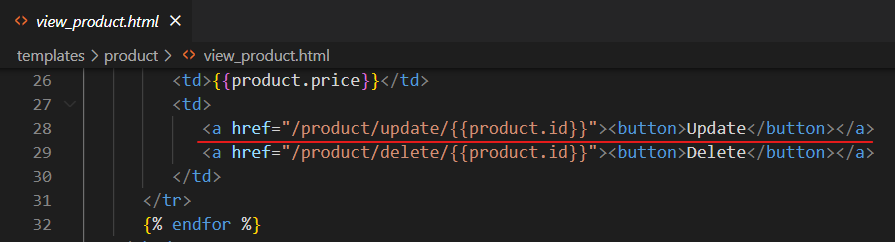 view_product.html
templates > product > view_product.html
26 <td>{{product.price}}</td>
27 <td>
28 <a href="/product/update/{{product.id}}"><button>Update</button></a>
29 <a href="/product/delete/{{product.id}}"><button>Delete</button></a>
30 </td>
31 </tr>
32 {% endfor %}